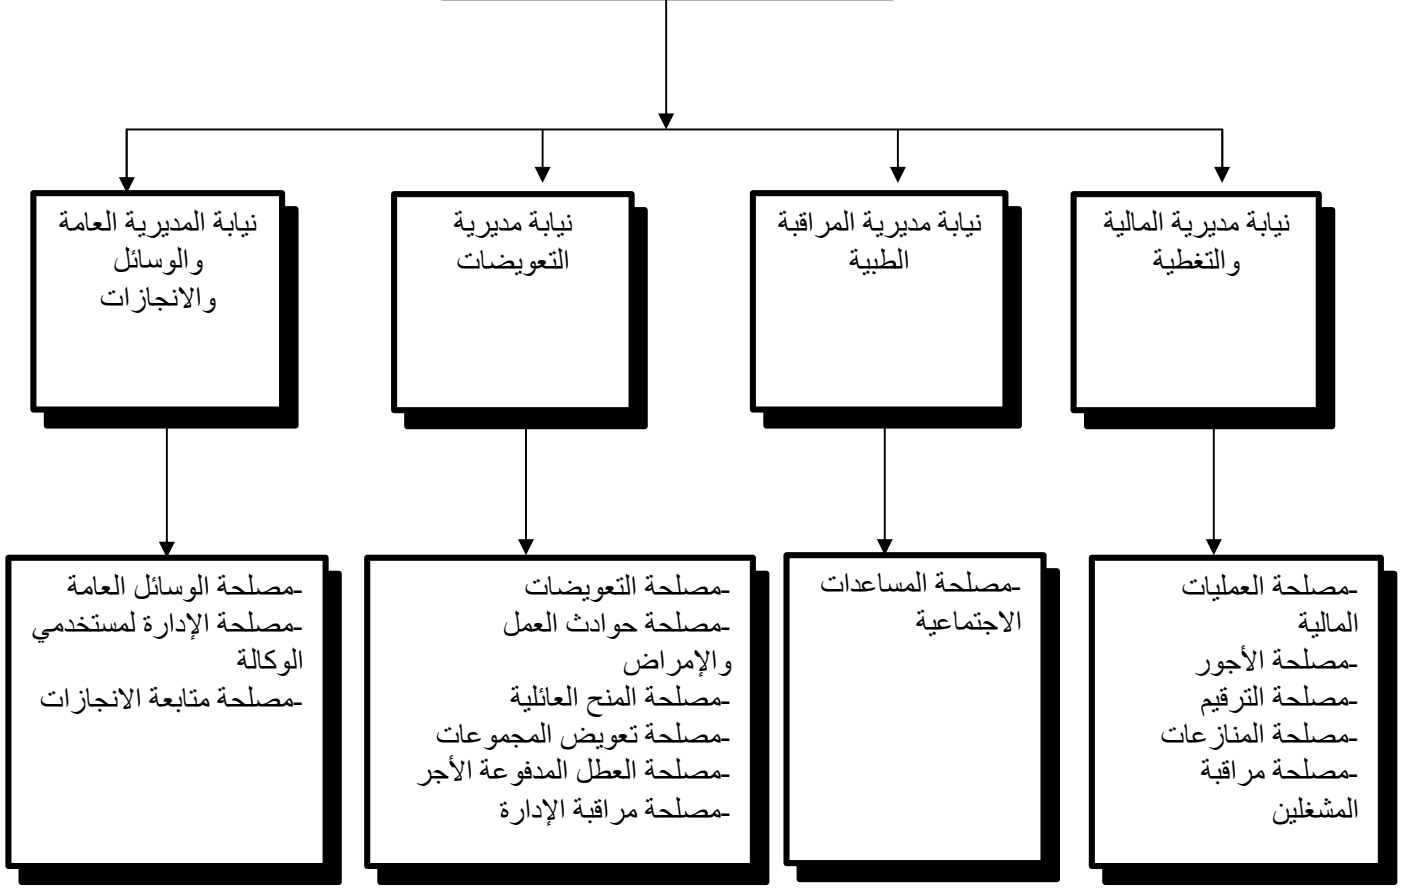 نيابة مديرية المالية
والتغطية
نيابة مديرية المراقبة
الطبية
نيابة مديرية
التعويضات
نيابة المديرية العامة
والوسائل
والانجازات
-مصلحة العمليات
المالية
-مصلحة الأجور
-مصلحة الترقيم
-مصلحة المنازعات
-مصلحة مراقبة
المشغلين
-مصلحة المساعدات
الاجتماعية
-مصلحة التعويضات
-مصلحة حوادث العمل
والإمراض
-مصلحة المنح العائلية
-مصلحة تعويض المجموعات
-مصلحة العطل المدفوعة الأجر
-مصلحة مراقبة الإدارة
-مصلحة الوسائل العامة
-مصلحة الإدارة لمستخدمي
الوكالة
-مصلحة متابعة الانجازات